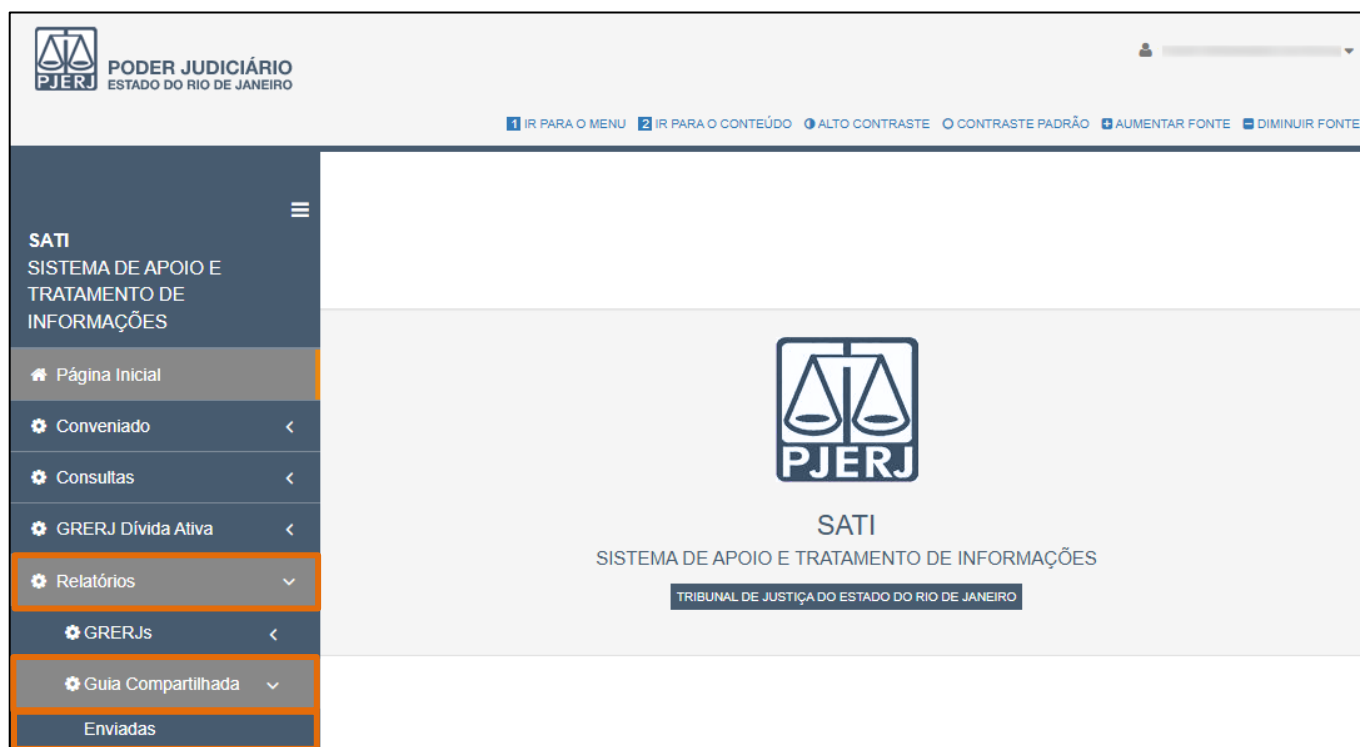 PJERJ
PODER JUDICIÁRIO
ESTADO DO RIO DE JANEIRO
1 IR PARA O MENU 2 IR PARA O CONTEÚDO ALTO CONTRASTE CONTRASTE PADRÃO AUMENTAR FONTE DIMINUIR FONTE
SATI
SISTEMA DE APOIO E
TRATAMENTO DE
INFORMAÇÕES
Página Inicial
Conveniado
Consultas
GRERJ Dívida Ativa
Relatórios
GRERJs
Guia Compartilhada
Enviadas
PJERJ
SATI
SISTEMA DE APOIO E TRATAMENTO DE INFORMAÇÕES
TRIBUNAL DE JUSTIÇA DO ESTADO DO RIO DE JANEIRO